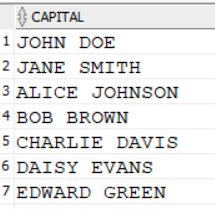 CAPITAL
1 JOHN DOE
2 JANE SMITH
3 ALICE JOHNSON
4 BOB BROWN
5 CHARLIE DAVIS
6 DAISY EVANS
7 EDWARD GREEN